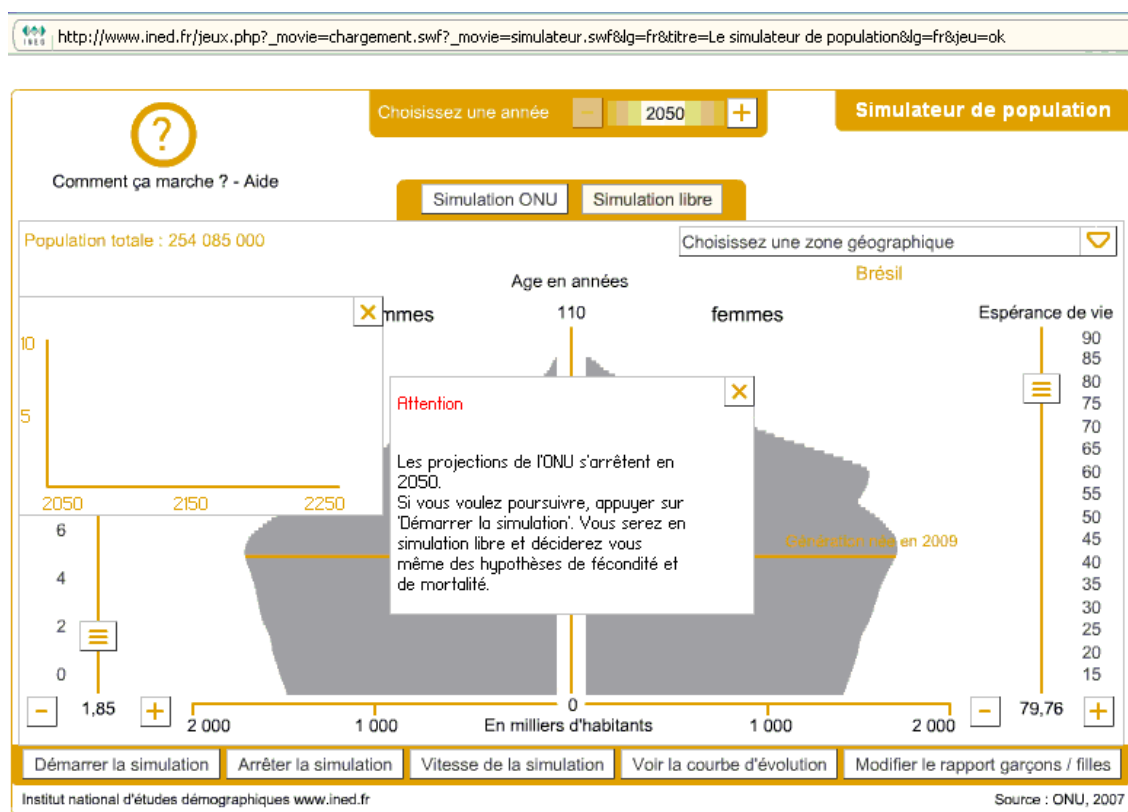 INED
http://www.ined.fr/jeux.php?_movie=chargement.swf?_movie=simulateur.swf&lg=fr&titre=Le simulateur de population&lg=fr&jeu=ok
Choisissez une année
−
2050
+
Simulateur de population
?
Comment ça marche ? - Aide
Simulation ONU
Simulation libre
Population totale : 254 085 000
Choisissez une zone géographique
Brésil
Age en années
mmes
110
femmes
Espérance de vie
10
5
2050
2150
2250
Attention
Les projections de l'ONU s'arrêtent en
2050.
Si vous voulez poursuivre, appuyer sur
'Démarrer la simulation'. Vous serez en
simulation libre et déciderez vous
même des hypothèses de fécondité et
de mortalité.
Génération née en 2009
90
85
80
75
70
65
60
55
50
45
40
35
30
25
20
15
6
4
2
0
−
1,85
+
2 000
1 000
0
En milliers d'habitants
1 000
2 000
−
79,76
+
Démarrer la simulation
Arrêter la simulation
Vitesse de la simulation
Voir la courbe d'évolution
Modifier le rapport garçons / filles
Institut national d'études démographiques www.ined.fr
Source : ONU, 2007